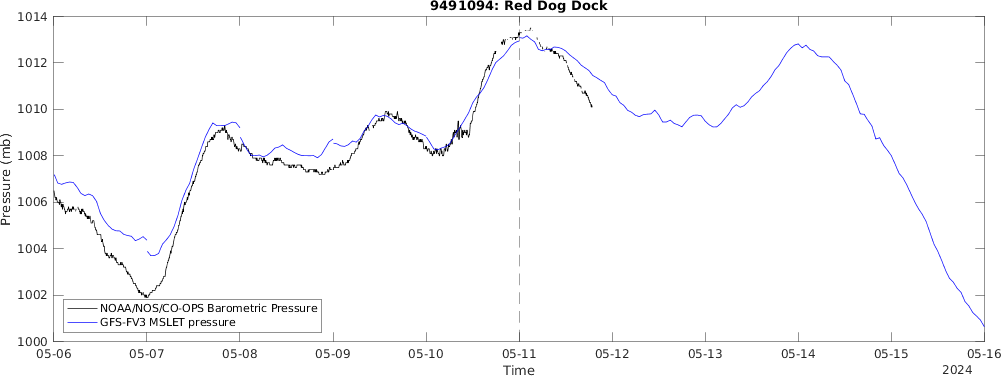 9491094: Red Dog Dock
1014
1012
1010
1008
1006
1004
1002
1000
Pressure (mb)
NOAA/NOS/CO-OPS Barometric Pressure
GFS-FV3 MSLET pressure
05-06 05-07 05-08 05-09 05-10 05-11 05-12 05-13 05-14 05-15 05-16
Time
2024